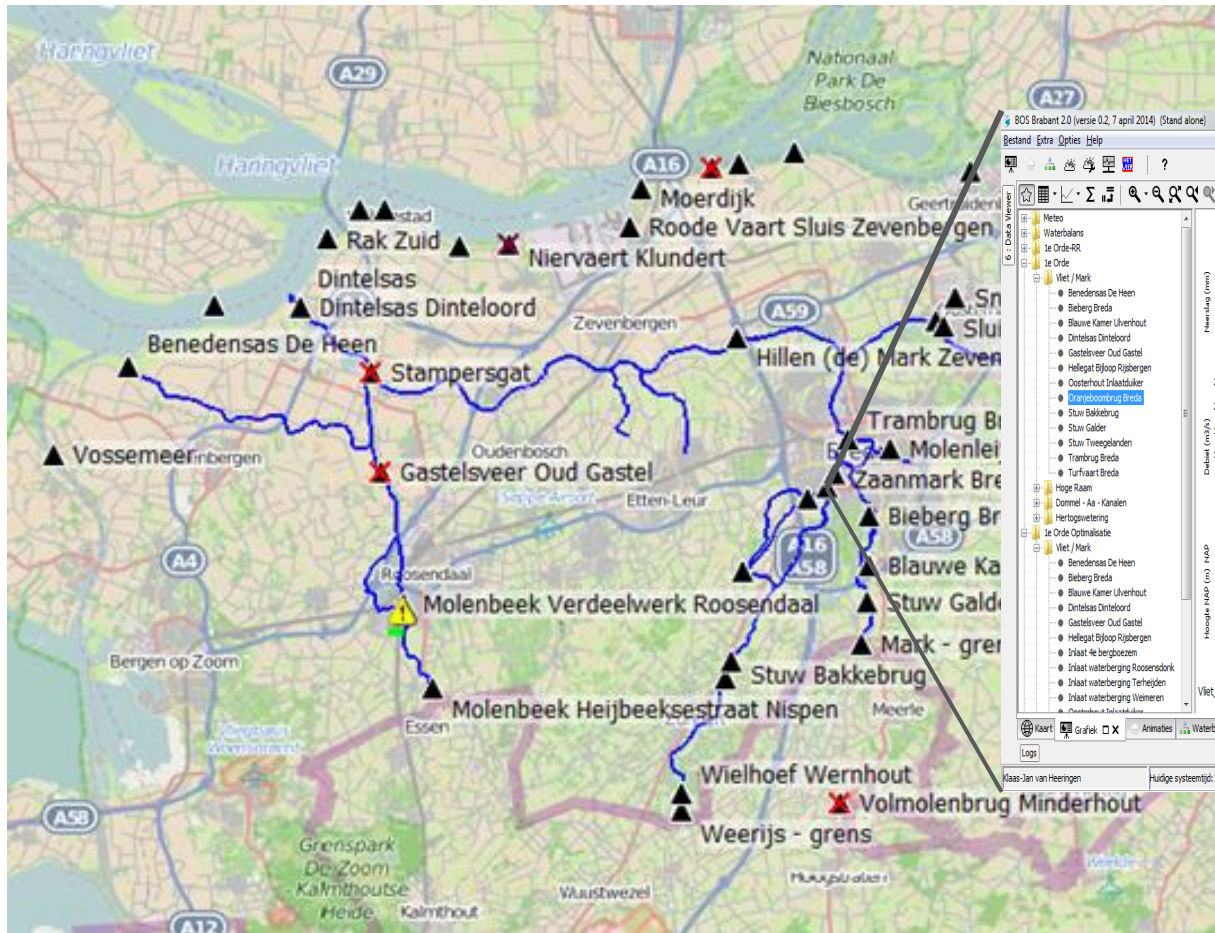 Haringvliet
A29
Nationaal
Park De
Biesbosch
A27
Haringvliet
A16
Moerdijk
Roode Vaart Sluis Zevenbergen
Rak Zuid
Niervaert Klundert
Dintelsas
Dintelsas Dinteloord
Zevenbergen
A59
Benedensas De Heen
Stampersgat
Hillen (de) Mark Zeven
Trambrug Br
Vossemeer
Oudenbosch
Gastelsveer Oud Gastel
Etten-Leur
Zaanmark Bre
Bieberg Br
A16
A58
A58
A4
Roosendaal
Blauwe Ka
Molenbeek Verdeelwerk Roosendaal
Stuw Galde
Mark - gren
Bergen op Zoom
Stuw Bakkebrug
Molenbeek Heijbeeksestraat Nispen
Meerle
Essen
Wielhoef Wernhout
Volmolenbrug Minderhout
A58
Weerijs - grens
Grenspark
De Zoom
Kalmthoutse
Heide
Kalmthout
Wuustwezel
A12
BOS Brabant 2.0 (versie 0.2, 7 april 2014) (Stand alone)
Bestand Extra Opties Help
?
6 : Data Viewer
Meteo
Waterbalans
1e Orde-RR
1e Orde
Vliet / Mark
Benedensas De Heen
Bieberg Breda
Blauwe Kamer Ulvenhout
Dintelsas Dinteloord
Gastelsveer Oud Gastel
Hellegat Bijloop Rijsbergen
Oosterhout Inlaatduiker
Oranjeboombrug Breda
Stuw Bakkebrug
Stuw Galder
Stuw Tweegelanden
Trambrug Breda
Turfvaart Breda
Hoge Raam
Dommel - Aa - Kanalen
Hertogswetering
1e Orde Optimalisatie
Vliet / Mark
Benedensas De Heen
Bieberg Breda
Blauwe Kamer Ulvenhout
Dintelsas Dinteloord
Gastelsveer Oud Gastel
Hellegat Bijloop Rijsbergen
Inlaat 4e bergboezem
Inlaat waterberging Roosensdonk
Inlaat waterberging Terheijden
Inlaat waterberging Weimeren
Neerslag (mm)
Debiet (m3/s)
Hoogte NAP (m) NAP
Vliet
Kaart Grafiek Animaties Waterb
Logs
Klaas-Jan van Heeringen Huidige systeemtijd: